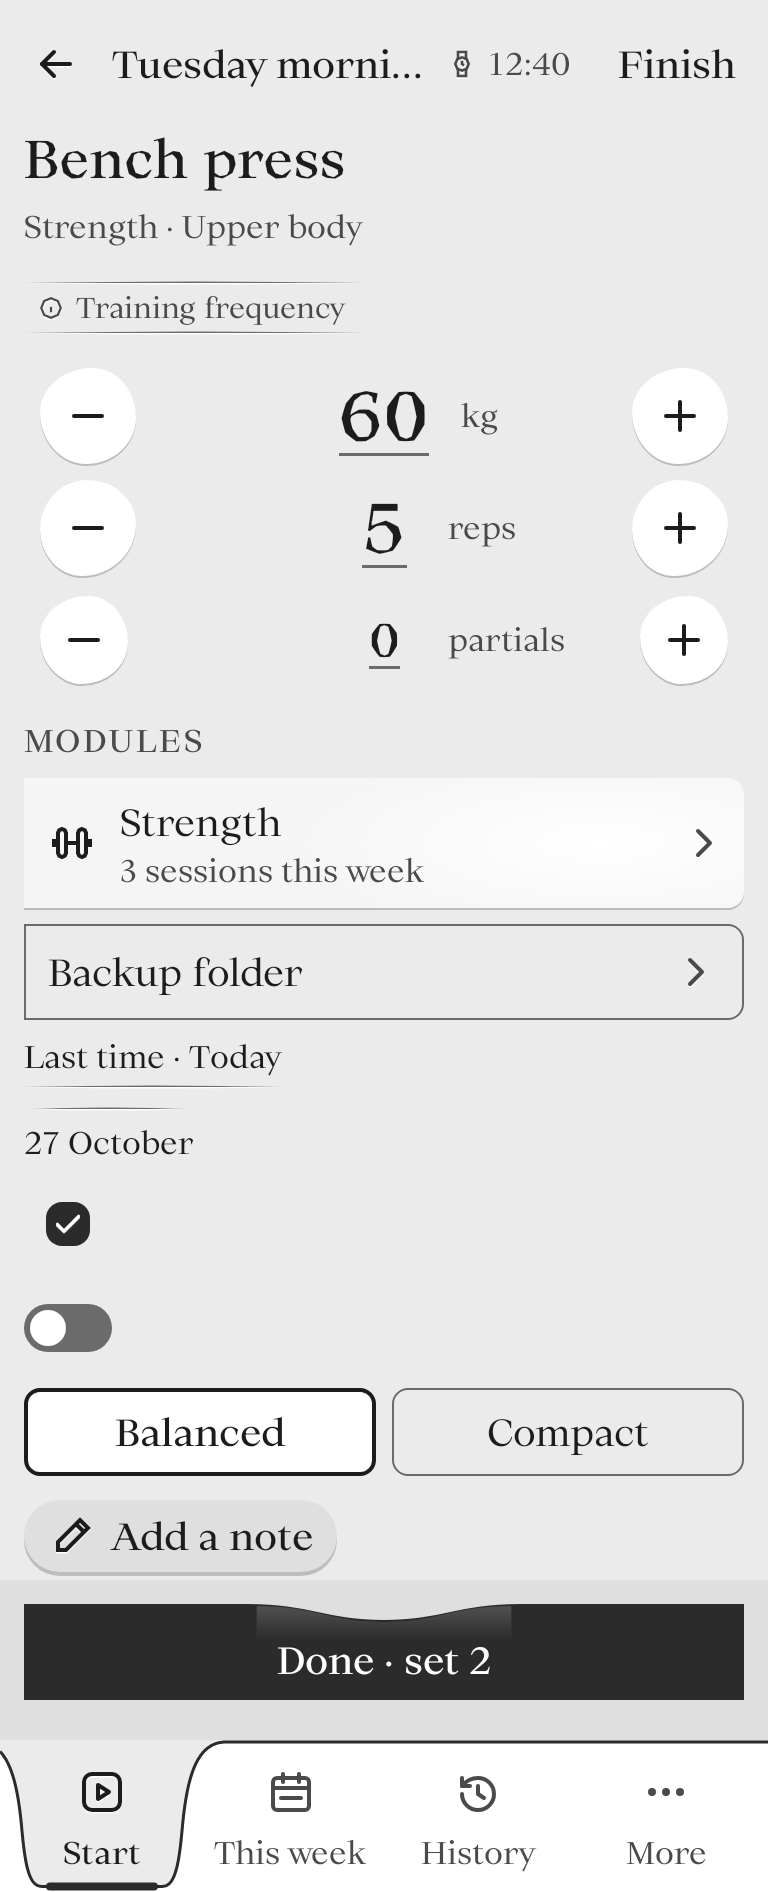 Tuesday morni... 12:40 Finish
Bench press
Strength · Upper body
Training frequency
60 kg
5 reps
0 partials
MODULES
Strength
3 sessions this week
Backup folder
Last time · Today
27 October
Balanced Compact
Add a note
Done · set 2
Start This week History More